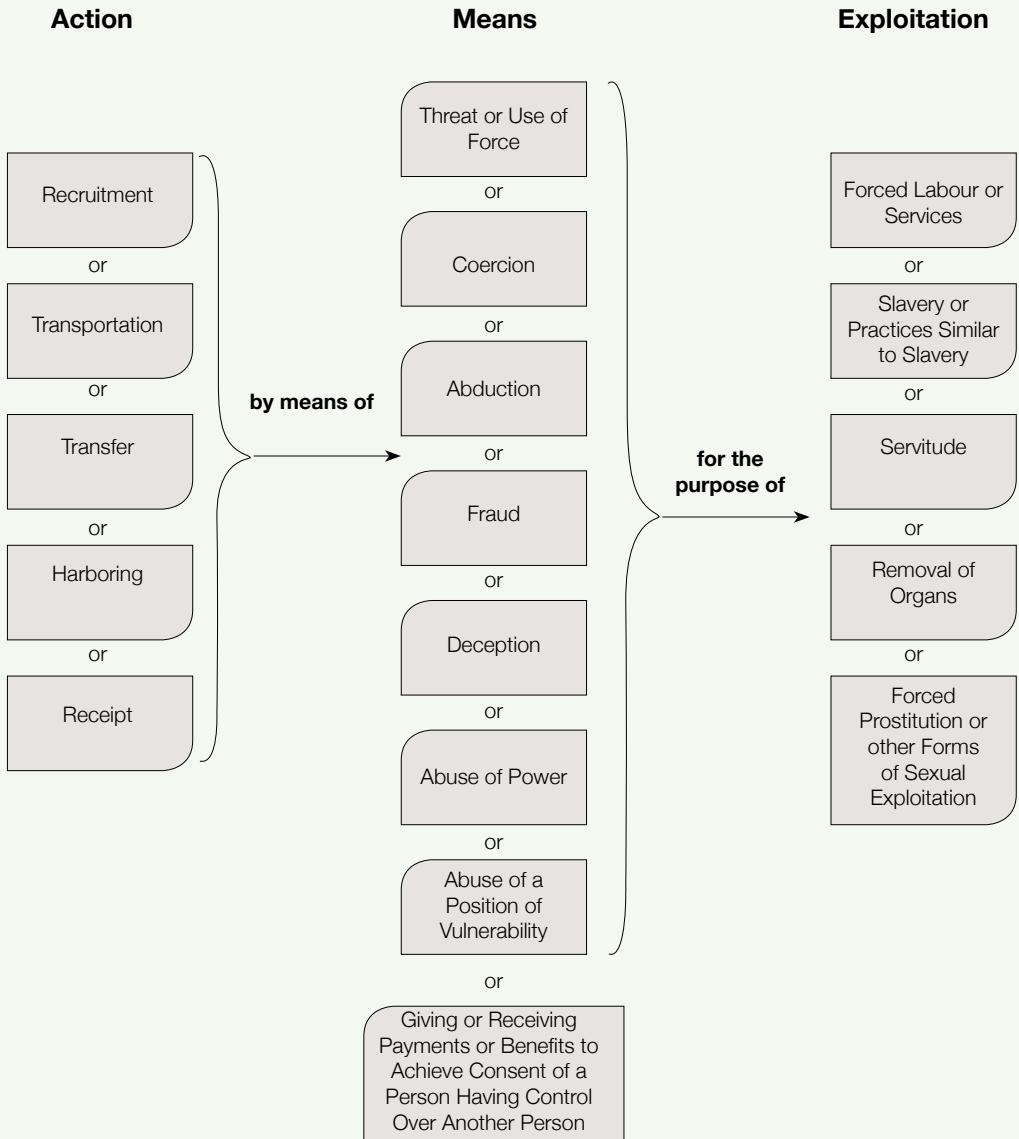 Action
Recruitment
or
Transportation
or
Transfer
or
Harboring
or
Receipt
by means of
Means
Threat or Use of
Force
or
Coercion
or
Abduction
or
Fraud
or
Deception
or
Abuse of Power
or
Abuse of a
Position of
Vulnerability
or
Giving or Receiving
Payments or Benefits to
Achieve Consent of a
Person Having Control
Over Another Person
for the
purpose of
Exploitation
Forced Labour or
Services
or
Slavery or
Practices Similar
to Slavery
or
Servitude
or
Removal of
Organs
or
Forced
Prostitution or
other Forms
of Sexual
Exploitation